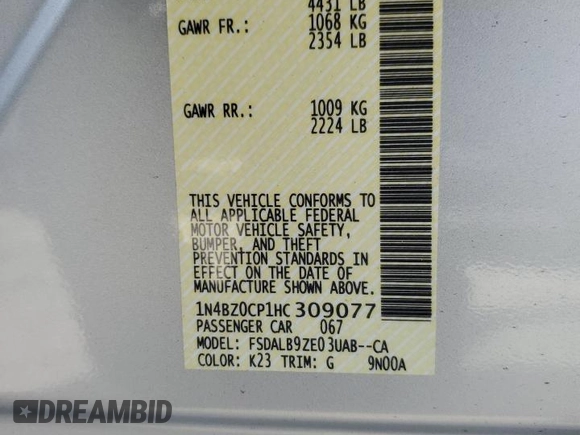 4431 LB
GAWR FR.: 1068 KG
2354 LB
GAWR RR.: 1009 KG
2224 LB
THIS VEHICLE CONFORMS TO
ALL APPLICABLE FEDERAL
MOTOR VEHICLE SAFETY,
BUMPER, AND THEFT
PREVENTION STANDARDS IN
EFFECT ON THE DATE OF
MANUFACTURE SHOWN ABOVE.
1N4BZ0CP1HC309077
PASSENGER CAR 067
MODEL: FSDALB9ZE03UAB--CA
COLOR: K23 TRIM: G 9N00A
DREAMBID